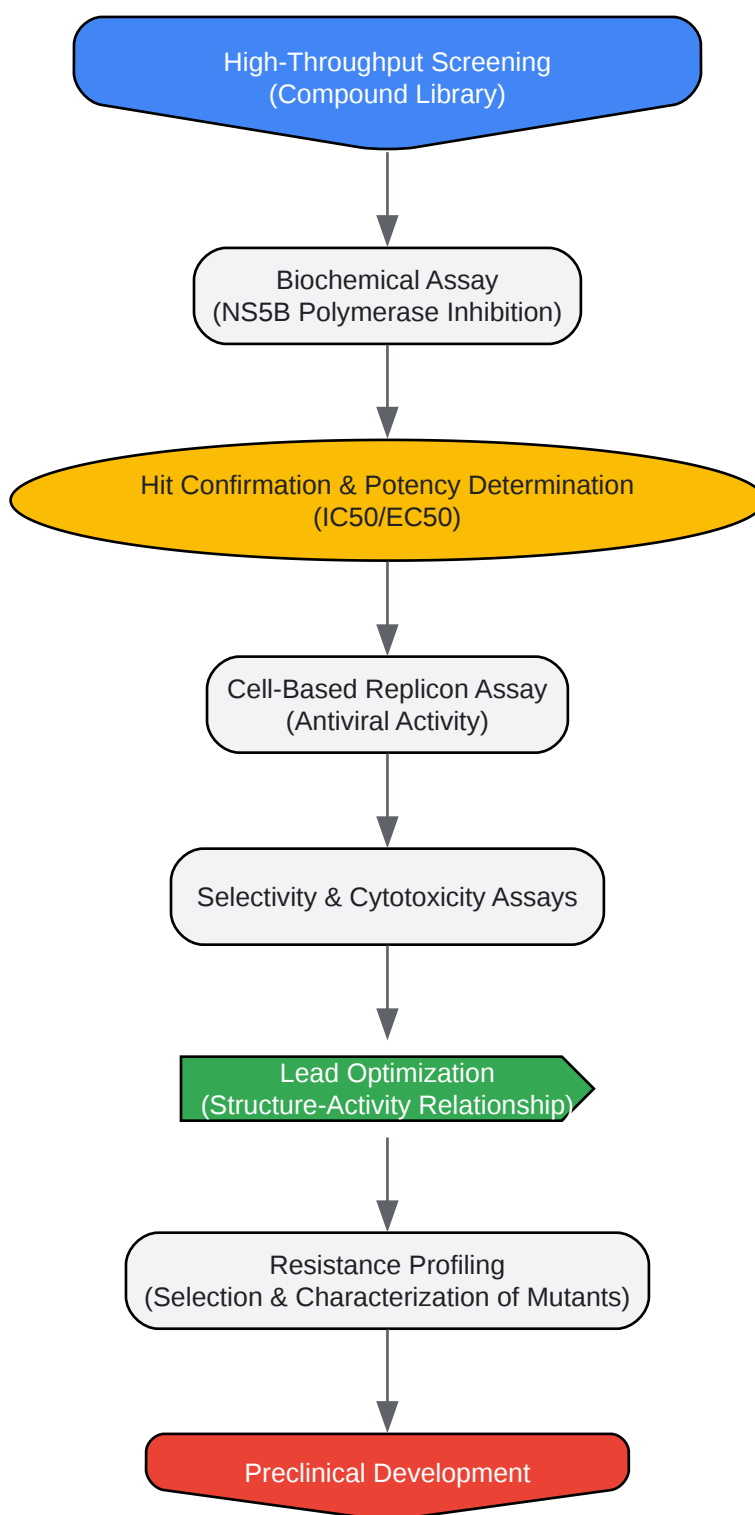 High-Throughput Screening
(Compound Library)
Biochemical Assay
(NS5B Polymerase Inhibition)
Hit Confirmation & Potency Determination
(IC50/EC50)
Cell-Based Replicon Assay
(Antiviral Activity)
Selectivity & Cytotoxicity Assays
Lead Optimization
(Structure-Activity Relationship)
Resistance Profiling
(Selection & Characterization of Mutants)
Preclinical Development